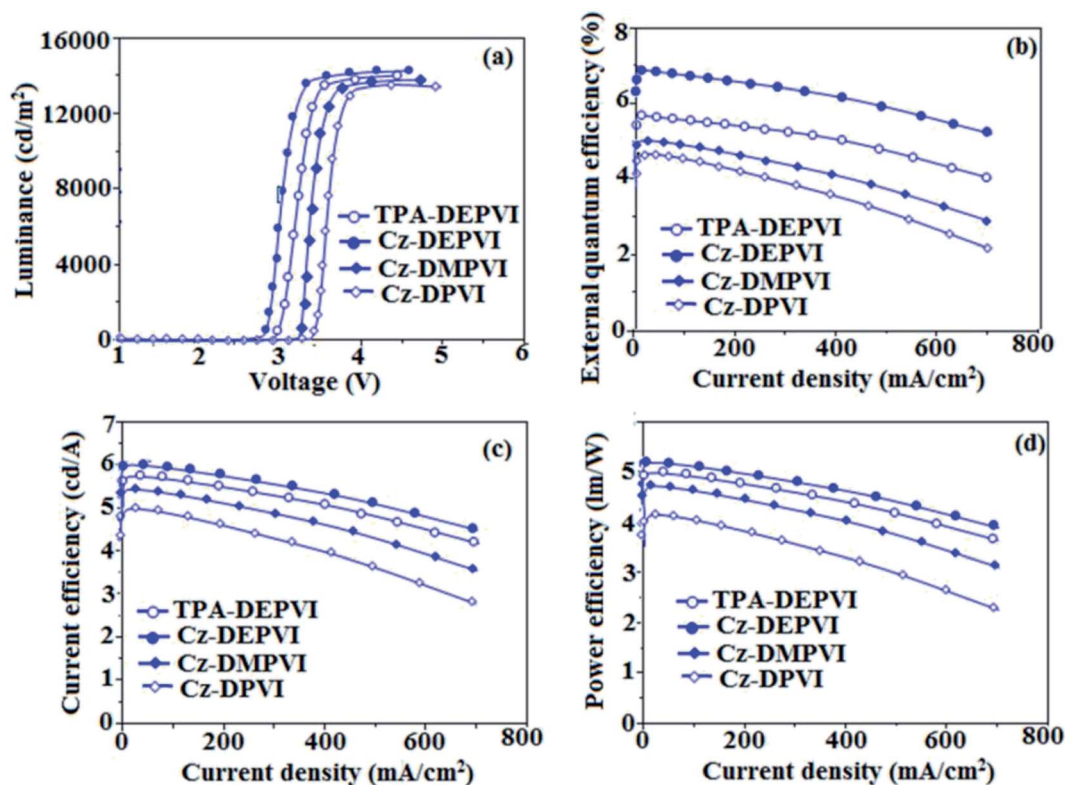 (a)
Luminance (cd/m²)
16000
12000
8000
4000
0
TPA-DEPVI
Cz-DEPVI
Cz-DMPVI
Cz-DPVI
1 2 3 4 5 6
Voltage (V)
(b)
External quantum efficiency (%)
8
6
4
2
0
TPA-DEPVI
Cz-DEPVI
Cz-DMPVI
Cz-DPVI
0 200 400 600 800
Current density (mA/cm²)
(c)
Current efficiency (cd/A)
7
6
5
4
3
2
1
0
TPA-DEPVI
Cz-DEPVI
Cz-DMPVI
Cz-DPVI
0 200 400 600 800
Current density (mA/cm²)
(d)
Power efficiency (lm/W)
5
4
3
2
1
0
TPA-DEPVI
Cz-DEPVI
Cz-DMPVI
Cz-DPVI
0 200 400 600 800
Current density (mA/cm²)